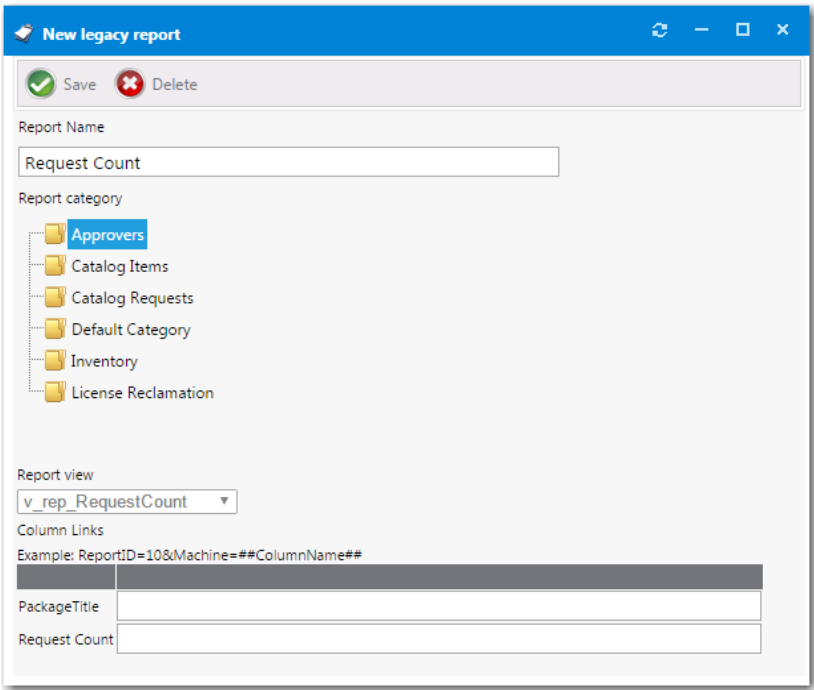 New legacy report
Save Delete
Report Name
Request Count
Report category
Approvers
Catalog Items
Catalog Requests
Default Category
Inventory
License Reclamation
Report view
v_rep_RequestCount
Column Links
Example: ReportID=10&Machine=##ColumnName##
PackageTitle
Request Count